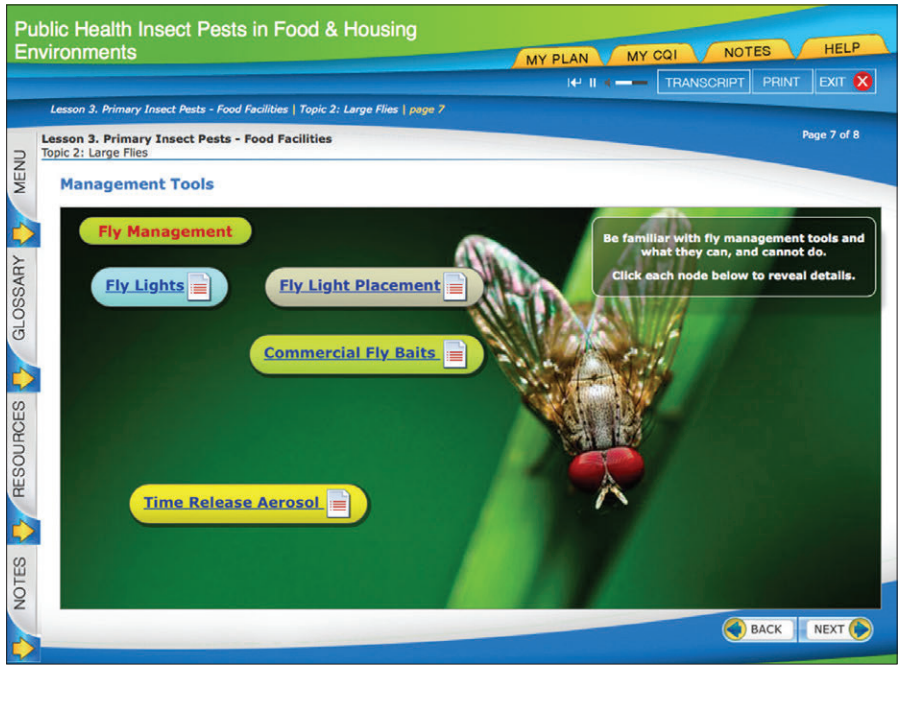 Public Health Insect Pests in Food & Housing
Environments
MY PLAN
MY CQI
NOTES
HELP
TRANSCRIPT
PRINT
EXIT
Lesson 3. Primary Insect Pests - Food Facilities | Topic 2: Large Flies | page 7
Lesson 3. Primary Insect Pests - Food Facilities
Page 7 of 8
Topic 2: Large Flies
MENU
GLOSSARY
RESOURCES
NOTES
Management Tools
Fly Management
Be familiar with fly management tools and
what they can, and cannot do.
Click each node below to reveal details.
Fly Lights
Fly Light Placement
Commercial Fly Baits
Time Release Aerosol
BACK
NEXT